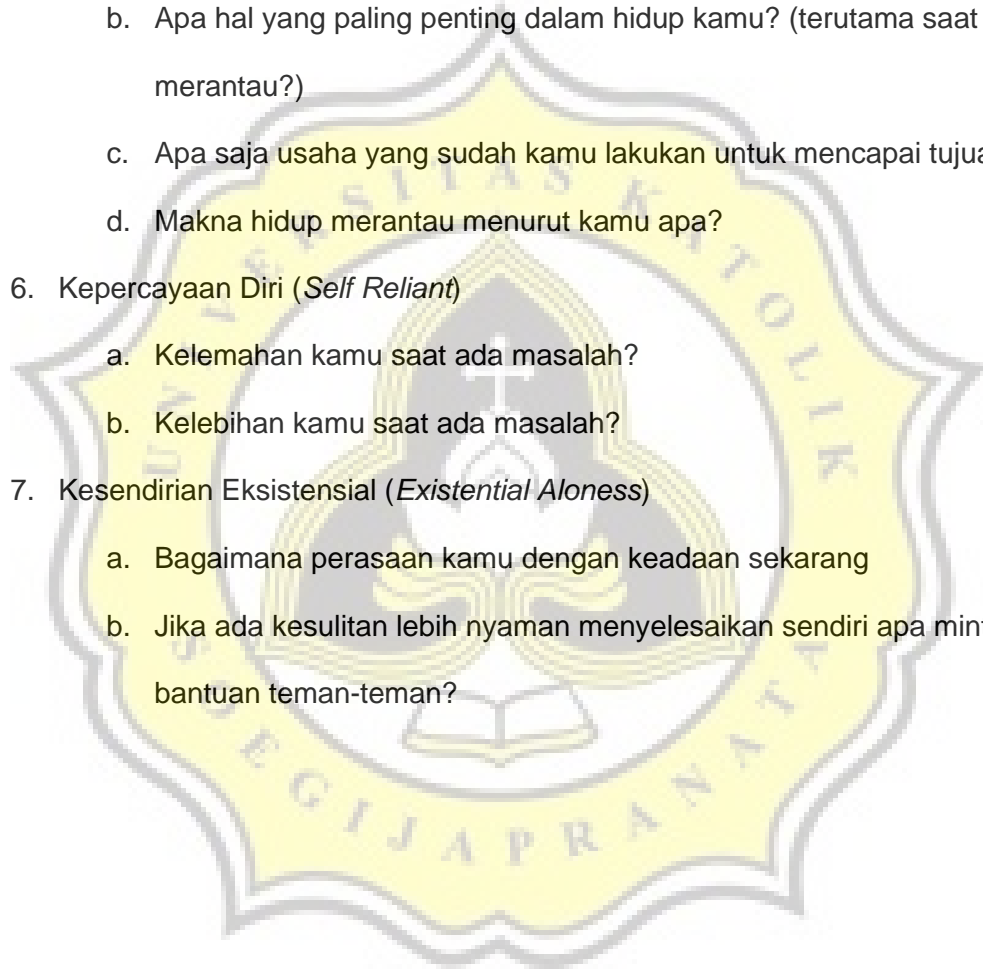 b. Apa hal yang paling penting dalam hidup kamu? (terutama saat
merantau?)
c. Apa saja usaha yang sudah kamu lakukan untuk mencapai
d. Makna hidup merantau menurut kamu apa?
6. Kepercayaan Diri (Self Reliant)
a. Kelemahan kamu saat ada masalah?
b. Kelebihan kamu saat ada masalah?
7. Kesendirian Eksistensial (Existential Aloness)
a. Bagaimana perasaan kamu dengan keadaan sekarang
b. Jika ada kesulitan lebih nyaman menyelesaikan sendiri apa
bantuan teman-teman?
UNIVERSITAS KATOLIK
SOEGIJAPRANATA